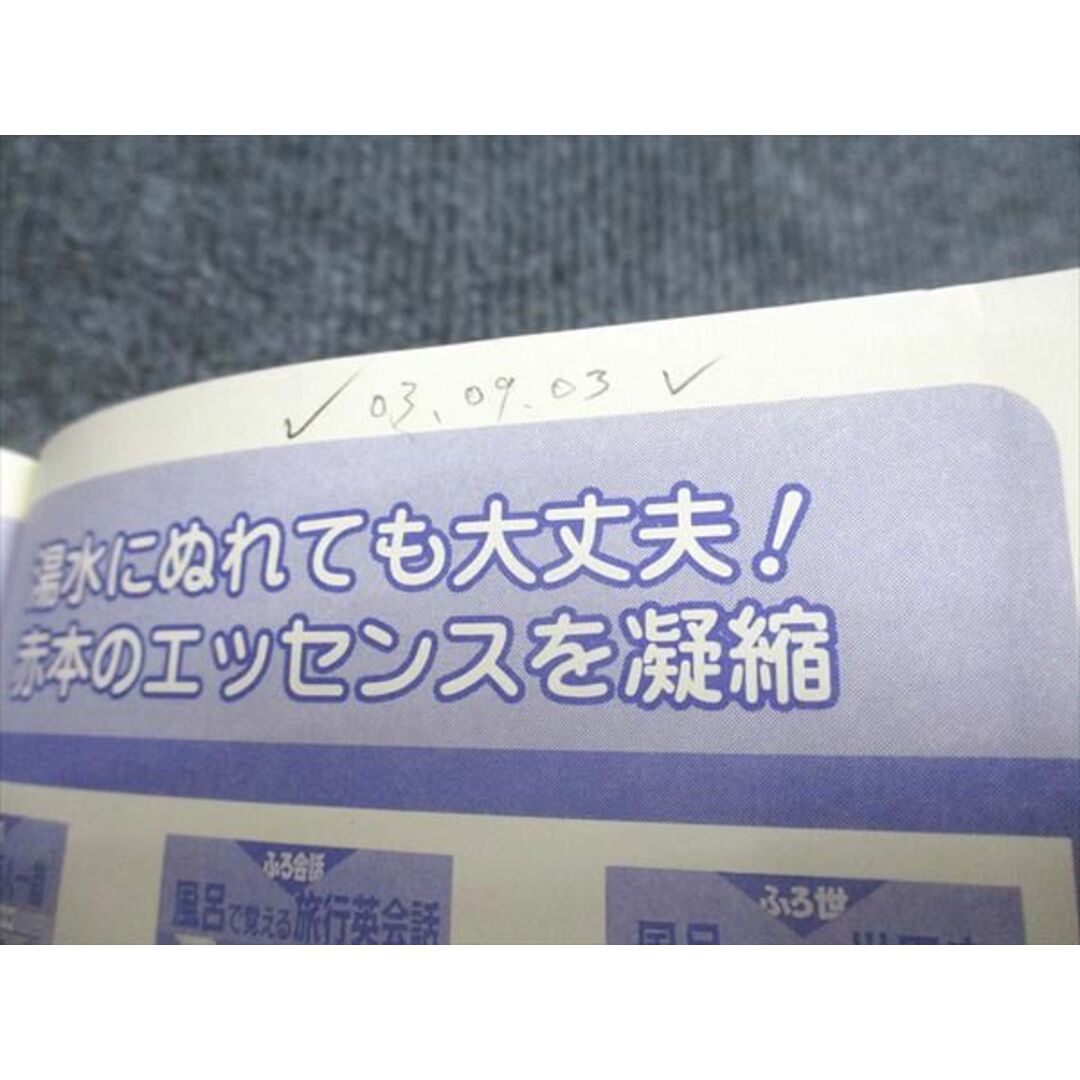 ✓ 03、09.03 ✓
湯水にぬれても大丈夫!
赤本のエッセンスを凝縮
ふろ会話
風呂で覚える旅行英会話
ふろ世
風呂